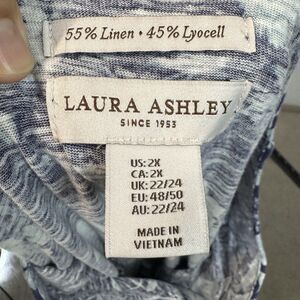 55% Linen • 45% Lyocell
LAURA ASHLEY
SINCE 1953
US: 2X
CA: 2X
UK: 22/24
EU: 48/50
AU: 22/24
MADE IN
VIETNAM